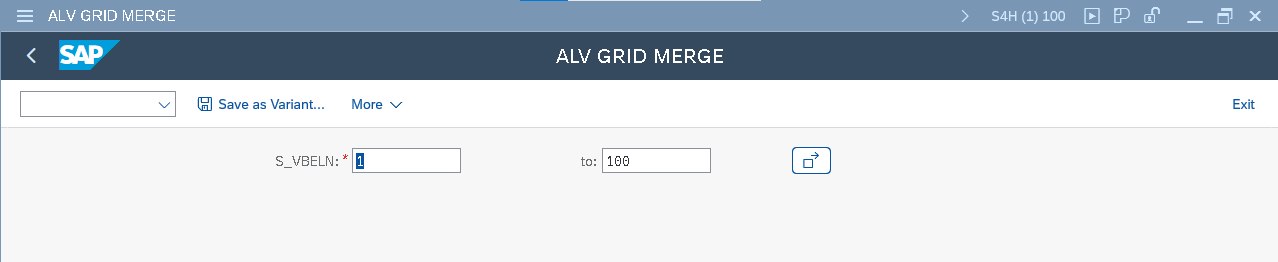 ALV GRID MERGE S4H (1) 100
SAP ALV GRID MERGE
Save as Variant... More Exit
S_VBELN: * 1 to: 100